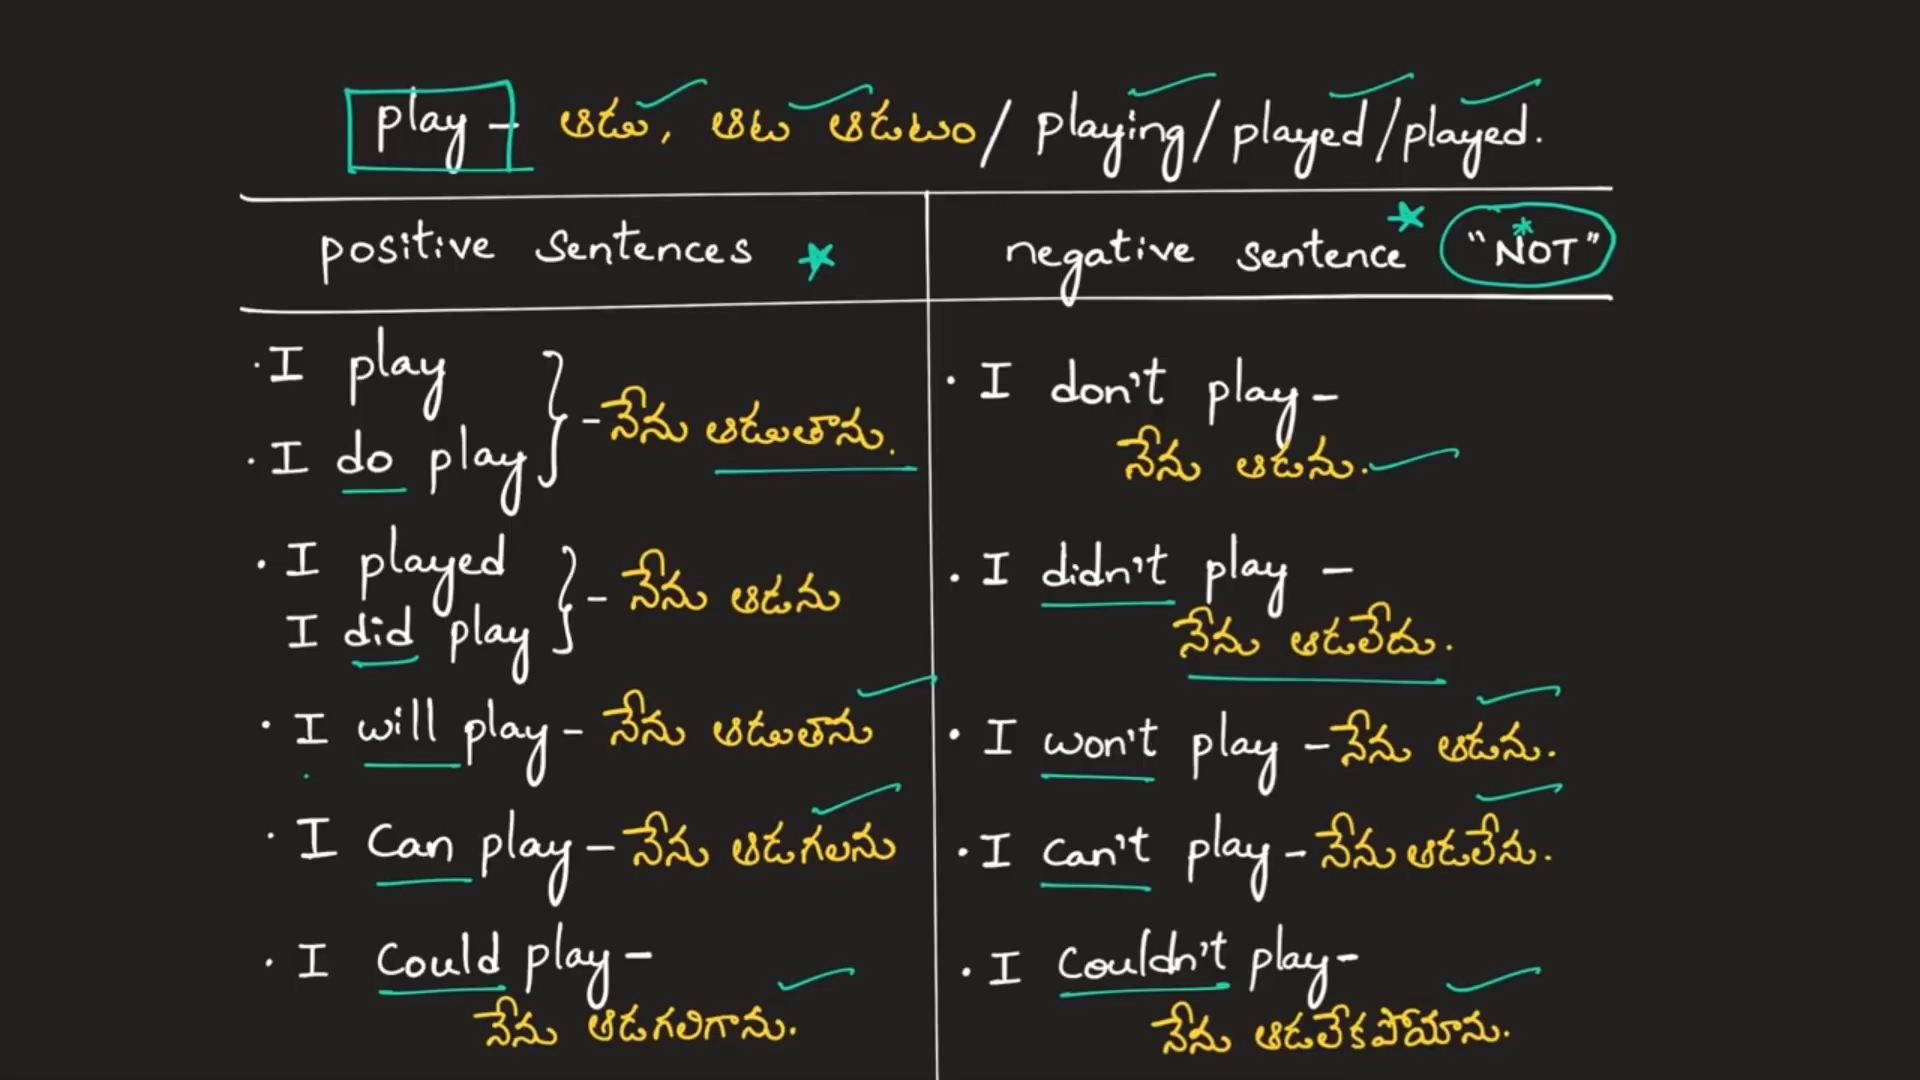 play - ఆడు, ఆట ఆడటం / playing / played / played.
positive sentences
negative sentence "NOT"
· I play
· I do play
- నేను ఆడుతాను.
· I don't play -
నేను ఆడను.
· I played
I did play
- నేను ఆడను
· I didn't play -
నేను ఆడలేదు.
· I will play - నేను ఆడుతాను
· I won't play - నేను ఆడను.
· I can play - నేను ఆడగలను
· I can't play - నేను ఆడలేను.
· I could play -
నేను ఆడగలిగాను.
· I couldn't play -
నేను ఆడలేకపోయాను.